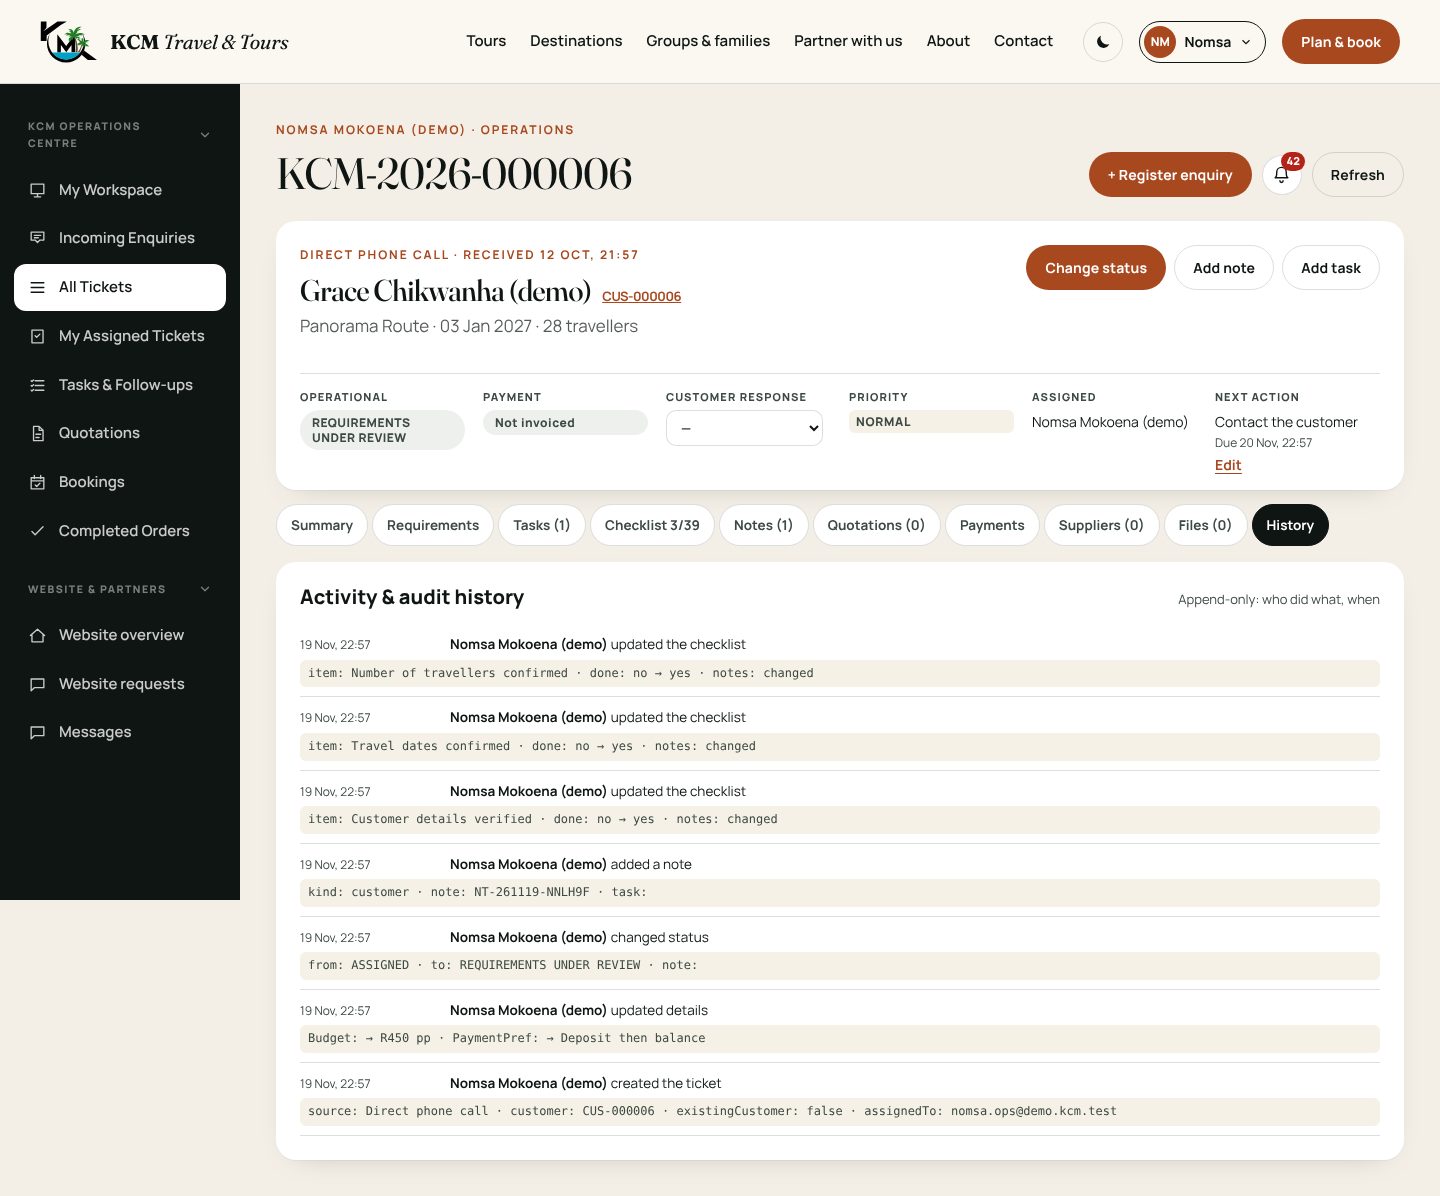 KCM Travel & Tours
Tours
Destinations
Groups & families
Partner with us
About
Contact
NM
Nomsa
Plan & book
KCM OPERATIONS
CENTRE
My Workspace
Incoming Enquiries
All Tickets
My Assigned Tickets
Tasks & Follow-ups
Quotations
Bookings
Completed Orders
WEBSITE & PARTNERS
Website overview
Website requests
Messages
NOMSA MOKOENA (DEMO) · OPERATIONS
KCM-2026-000006
+ Register enquiry
42
Refresh
DIRECT PHONE CALL · RECEIVED 12 OCT, 21:57
Grace Chikwanha (demo) CUS-000006
Panorama Route · 03 Jan 2027 · 28 travellers
Change status
Add note
Add task
OPERATIONAL
REQUIREMENTS
UNDER REVIEW
PAYMENT
Not invoiced
CUSTOMER RESPONSE
—
PRIORITY
NORMAL
ASSIGNED
Nomsa Mokoena (demo)
NEXT ACTION
Contact the customer
Due 20 Nov, 22:57
Edit
Summary
Requirements
Tasks (1)
Checklist 3/39
Notes (1)
Quotations (0)
Payments
Suppliers (0)
Files (0)
History
Activity & audit history
Append-only: who did what, when
19 Nov, 22:57 Nomsa Mokoena (demo) updated the checklist
item: Number of travellers confirmed · done: no → yes · notes: changed
19 Nov, 22:57 Nomsa Mokoena (demo) updated the checklist
item: Travel dates confirmed · done: no → yes · notes: changed
19 Nov, 22:57 Nomsa Mokoena (demo) updated the checklist
item: Customer details verified · done: no → yes · notes: changed
19 Nov, 22:57 Nomsa Mokoena (demo) added a note
kind: customer · note: NT-261119-NNLH9F · task:
19 Nov, 22:57 Nomsa Mokoena (demo) changed status
from: ASSIGNED · to: REQUIREMENTS UNDER REVIEW · note:
19 Nov, 22:57 Nomsa Mokoena (demo) updated details
Budget: → R450 pp · PaymentPref: → Deposit then balance
19 Nov, 22:57 Nomsa Mokoena (demo) created the ticket
source: Direct phone call · customer: CUS-000006 · existingCustomer: false · assignedTo: nomsa.ops@demo.kcm.test